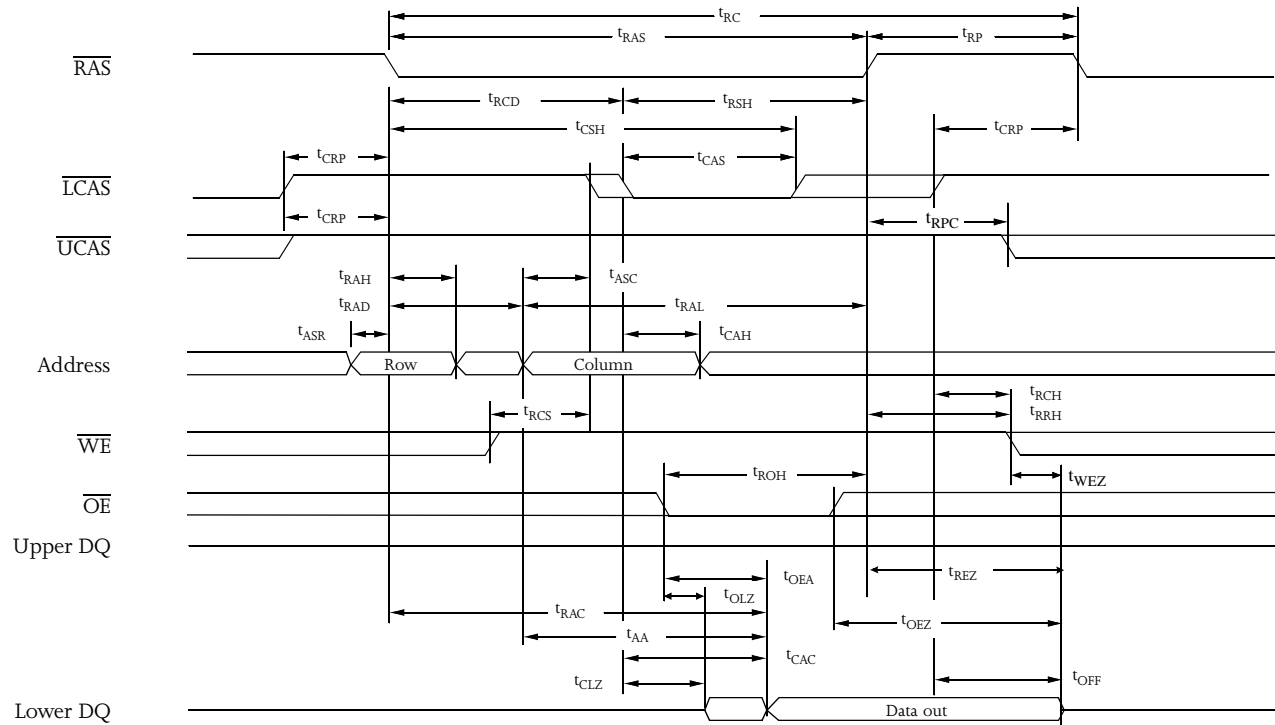 tRC
tRAS tRP
RAS
tRCD tRSH
tCSH tCRP
tCRP tCAS
LCAS
tCRP tRPC
UCAS
tRAH tASC
tRAD tRAL
tASR tCAH
Address Row Column
tRCH
tRCS tRRH
WE
tROH tWEZ
OE
Upper DQ
tOEA tREZ
tOLZ
tRAC
tOEZ
tAA
tCAC
tCLZ tOFF
Lower DQ Data out